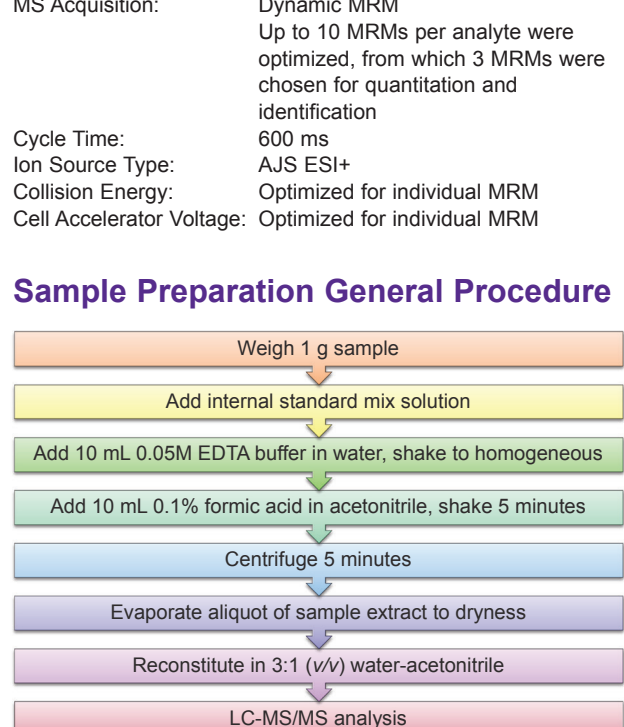 MS Acquisition: Dynamic MRM
Up to 10 MRMs per analyte were
optimized, from which 3 MRMs were
chosen for quantitation and
identification
Cycle Time: 600 ms
Ion Source Type: AJS ESI+
Collision Energy: Optimized for individual MRM
Cell Accelerator Voltage: Optimized for individual MRM
Sample Preparation General Procedure
Weigh 1 g sample
Add internal standard mix solution
Add 10 mL 0.05M EDTA buffer in water, shake to homogeneous
Add 10 mL 0.1% formic acid in acetonitrile, shake 5 minutes
Centrifuge 5 minutes
Evaporate aliquot of sample extract to dryness
Reconstitute in 3:1 (v/v) water-acetonitrile
LC-MS/MS analysis